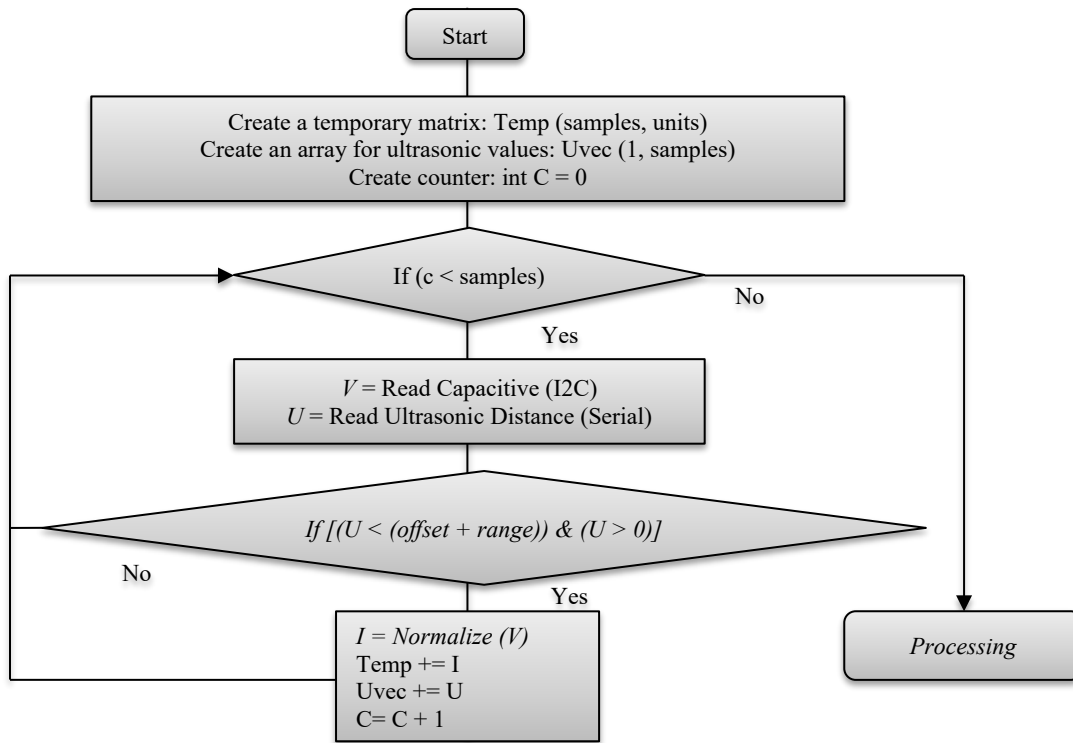 Start
Create a temporary matrix: Temp (samples, units)
Create an array for ultrasonic values: Uvec (1, samples)
Create counter: int C = 0
If (c < samples)
No
Yes
V = Read Capacitive (I2C)
U = Read Ultrasonic Distance (Serial)
If [(U < (offset + range)) & (U > 0)]
No
Yes
I = Normalize (V)
Temp += I
Uvec += U
C= C + 1
Processing